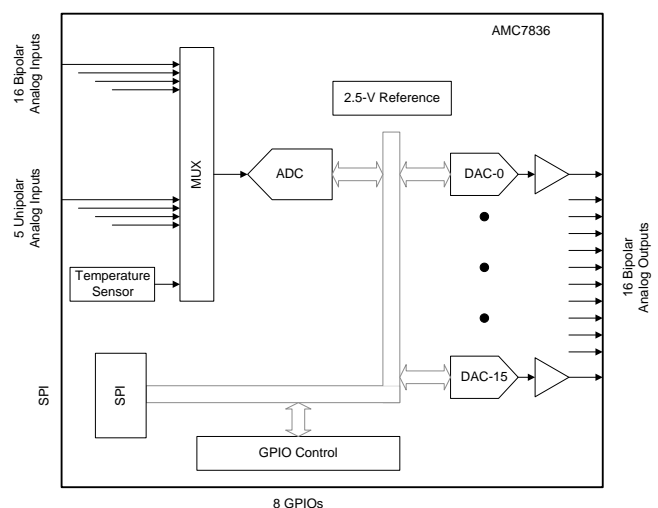 AMC7836
16 Bipolar
Analog Inputs
2.5-V Reference
MUX
ADC
DAC-0
5 Unipolar
Analog Inputs
16 Bipolar
Analog Outputs
Temperature
Sensor
SPI
SPI
DAC-15
GPIO Control
8 GPIOs